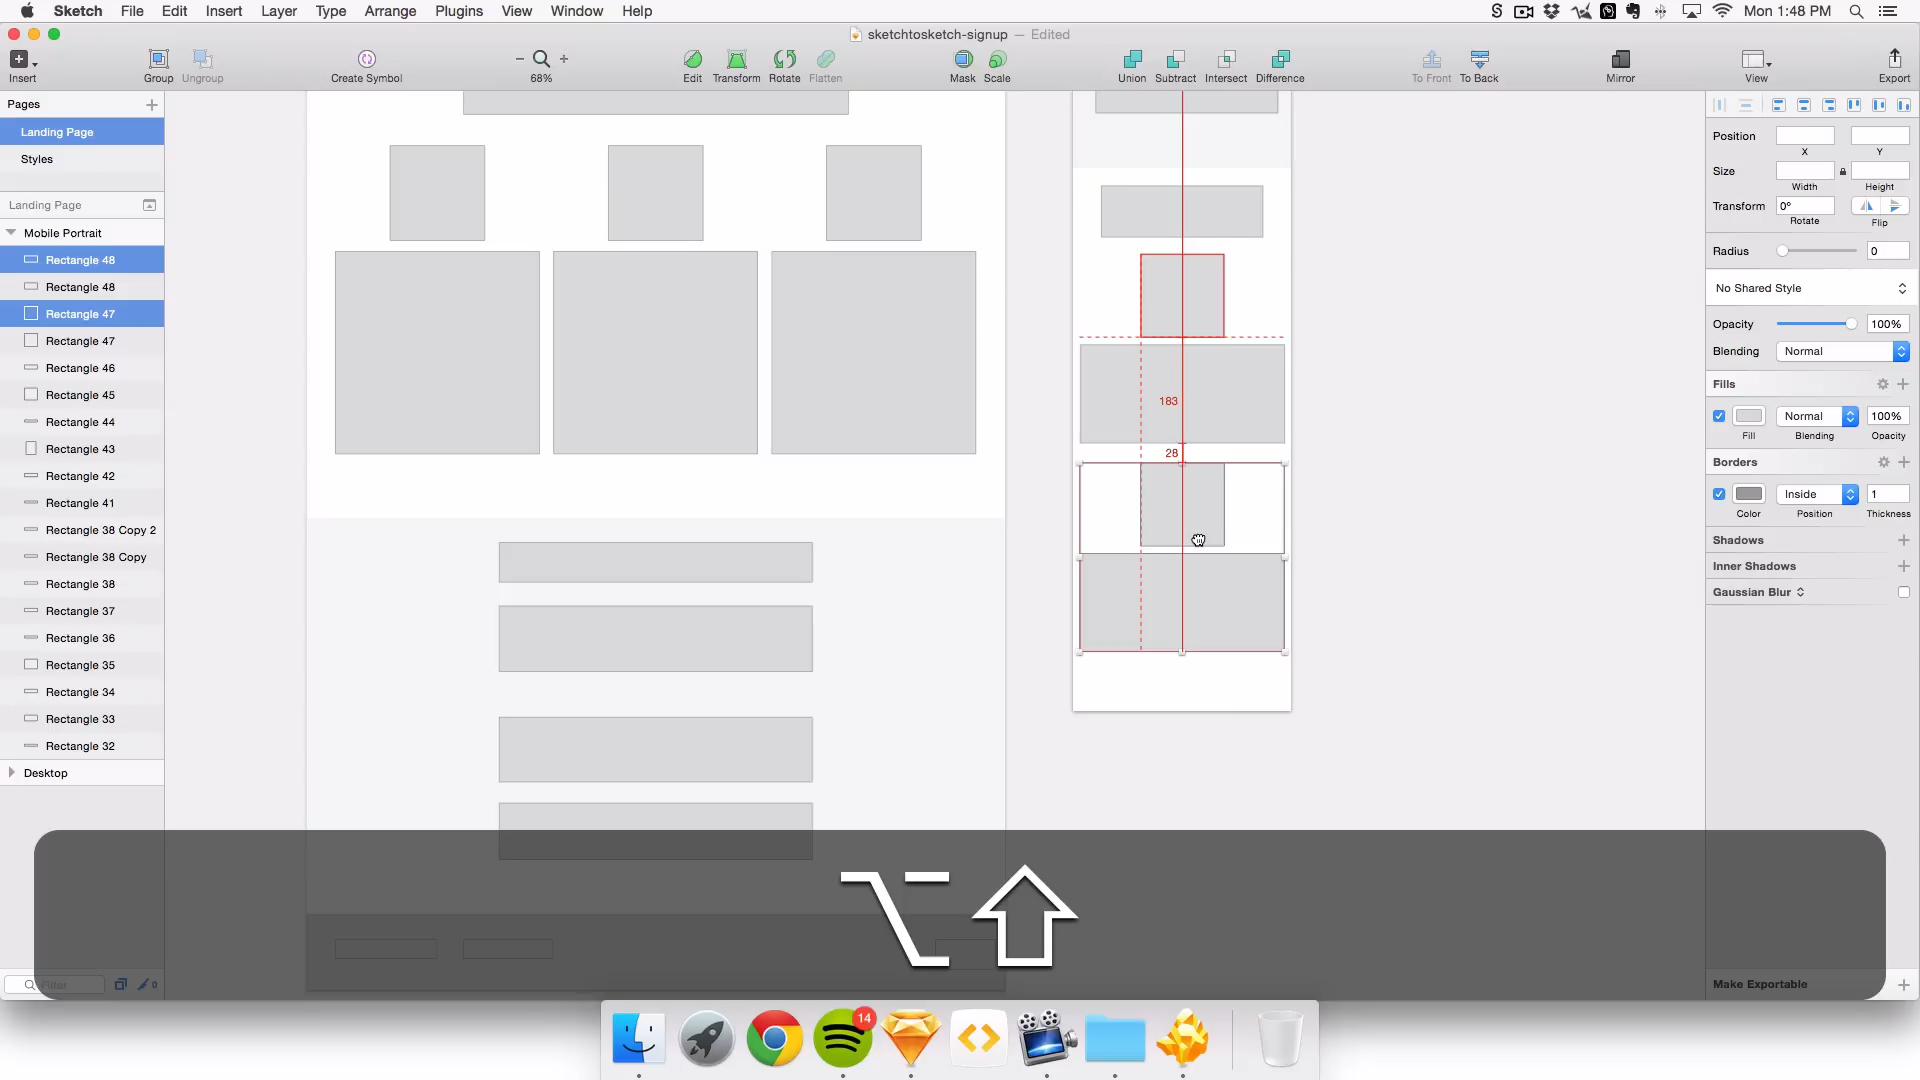 Sketch File Edit Insert Layer Type Arrange Plugins View Window Help Mon 1:48 PM
sketchtosketch-signup — Edited
68%
Insert Group Ungroup Create Symbol Edit Transform Rotate Flatten Mask Scale Union Subtract Intersect Difference To Front To Back Mirror View Export
Pages
Landing Page
Styles
Landing Page
Mobile Portrait
Rectangle 48
Rectangle 48
Rectangle 47
Rectangle 47
Rectangle 46
Rectangle 45
Rectangle 44
Rectangle 43
Rectangle 42
Rectangle 41
Rectangle 38 Copy 2
Rectangle 38 Copy
Rectangle 38
Rectangle 37
Rectangle 36
Rectangle 35
Rectangle 34
Rectangle 33
Rectangle 32
Desktop
Filter
0
183
28
Position
X Y
Size
Width Height
Transform 0°
Rotate Flip
Radius 0
No Shared Style
Opacity 100%
Blending Normal
Fills
Normal 100%
Fill Blending Opacity
Borders
Inside 1
Color Position Thickness
Shadows
Inner Shadows
Gaussian Blur
Make Exportable
14